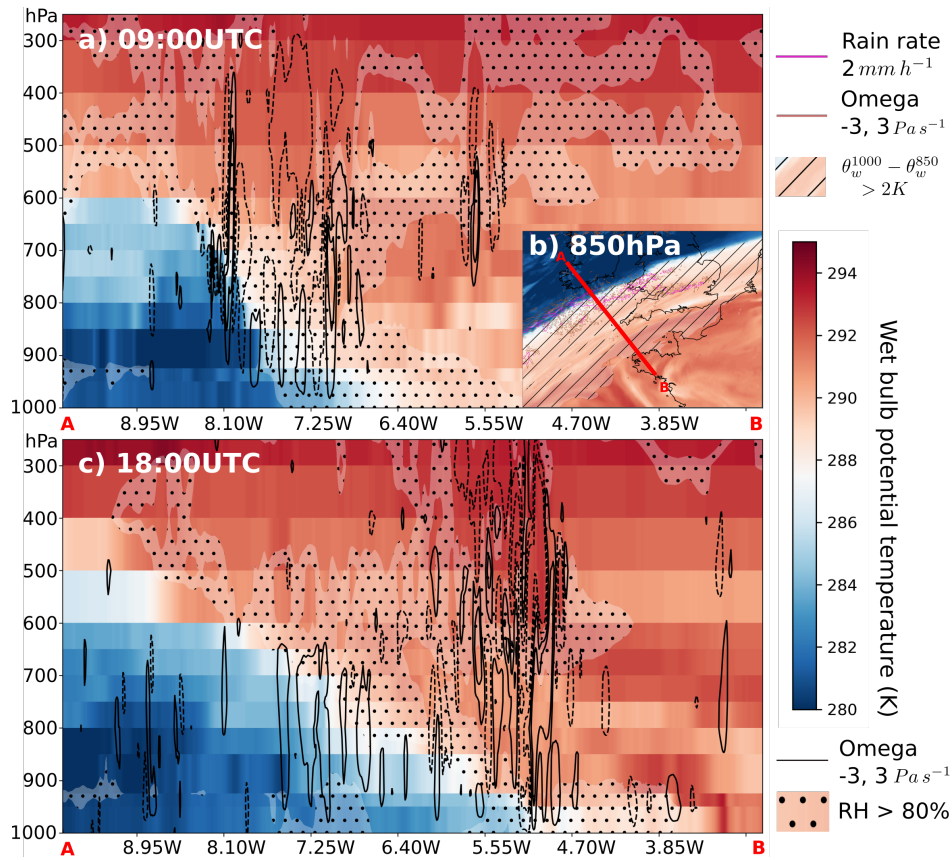 hPa
a) 09:00UTC
300
400
500
600
700
800
900
1000
A 8.95W 8.10W 7.25W 6.40W 5.55W 4.70W 3.85W B
b) 850hPa
A
B
hPa
c) 18:00UTC
300
400
500
600
700
800
900
1000
A 8.95W 8.10W 7.25W 6.40W 5.55W 4.70W 3.85W B
Rain rate
2 mm h⁻¹
Omega
-3, 3 Pa s⁻¹
θ_w^1000 − θ_w^850
> 2K
294
292
290
288
286
284
282
280
Wet bulb potential temperature (K)
Omega
-3, 3 Pa s⁻¹
RH > 80%